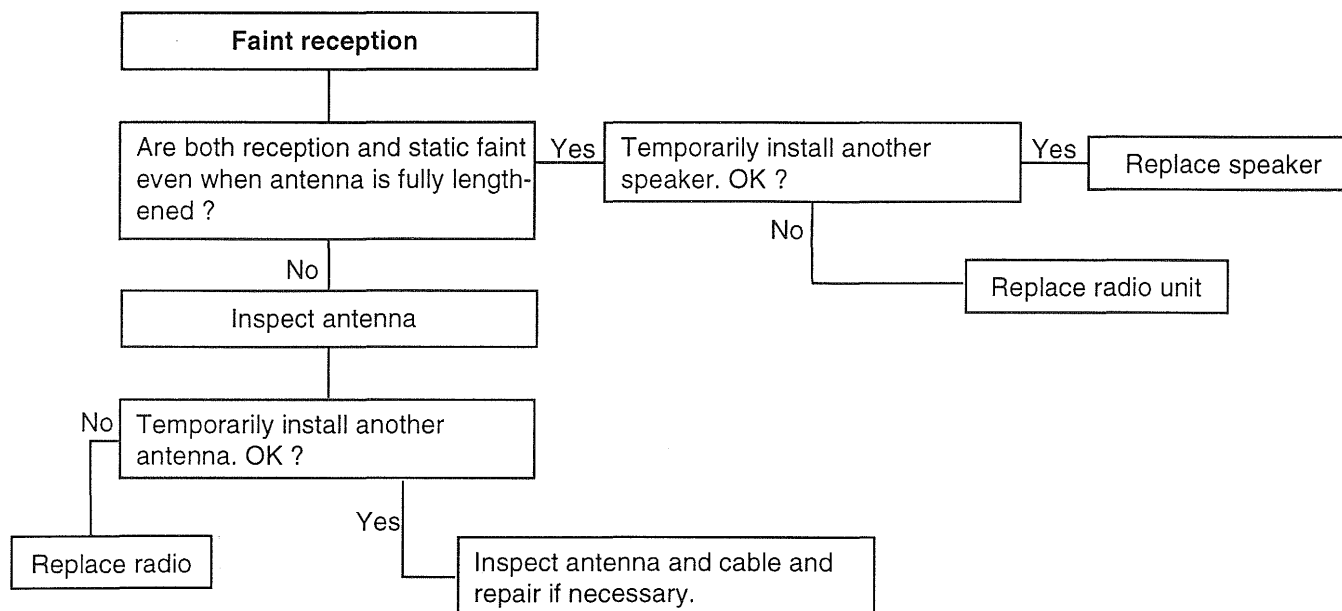 Faint reception
Are both reception and static faint
even when antenna is fully length-
ened ?
Yes
Temporarily install another
speaker. OK ?
Yes
Replace speaker
No
Replace radio unit
No
Inspect antenna
No
Temporarily install another
antenna. OK ?
Yes
Replace radio
Inspect antenna and cable and
repair if necessary.